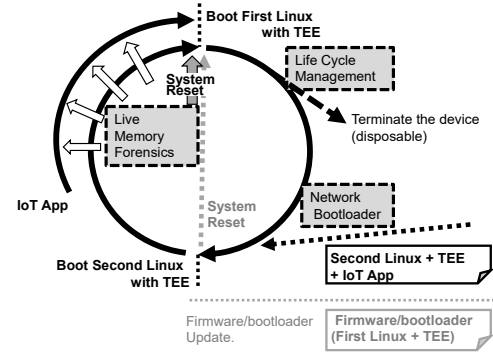 Boot First Linux
with TEE
System
Reset
Life Cycle
Management
Live
Memory
Forensics
Terminate the device
(disposable)
IoT App
Network
Bootloader
System
Reset
Boot Second Linux
with TEE
Second Linux + TEE
+ IoT App
Firmware/bootloader
Update.
Firmware/bootloader
(First Linux + TEE)